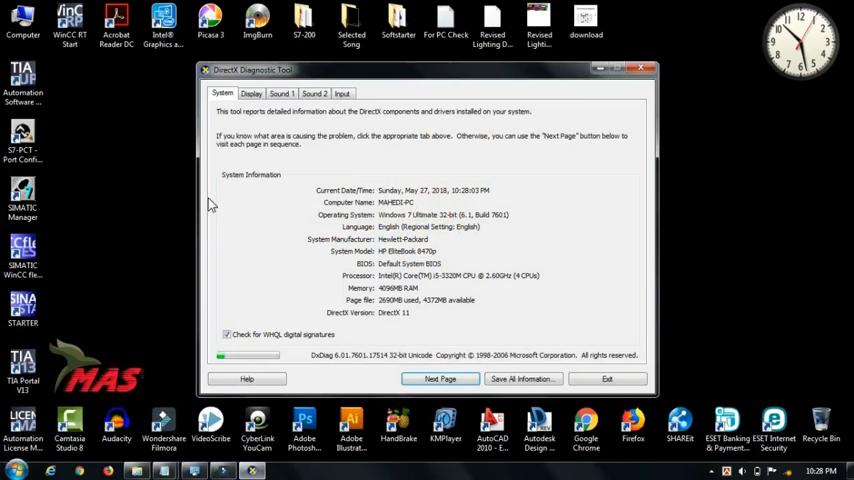 Computer
WinCC RT
Start
Acrobat
Reader DC
Intel®
Graphics a...
Picasa 3
ImgBurn
S7-200
Selected
Song
Softstarter
For PC Check
Revised
Lighting D...
Revised
Lighti...
download
TIA
Automation
Software ...
S7-PCT -
Port Confi...
SIMATIC
Manager
SIMATIC
WinCC fle...
STARTER
TIA Portal
V13
MAS
DirectX Diagnostic Tool
System
Display
Sound 1
Sound 2
Input
This tool reports detailed information about the DirectX components and drivers installed on your system.
If you know what area is causing the problem, click the appropriate tab above. Otherwise, you can use the "Next Page" button below to
visit each page in sequence.
System Information
Current Date/Time: Sunday, May 27, 2018, 10:28:03 PM
Computer Name: MAHEDI-PC
Operating System: Windows 7 Ultimate 32-bit (6.1, Build 7601)
Language: English (Regional Setting: English)
System Manufacturer: Hewlett-Packard
System Model: HP EliteBook 8470p
BIOS: Default System BIOS
Processor: Intel(R) Core(TM) i5-3320M CPU @ 2.60GHz (4 CPUs)
Memory: 4096MB RAM
Page file: 2690MB used, 4372MB available
DirectX Version: DirectX 11
Check for WHQL digital signatures
DxDiag 6.01.7601.17514 32-bit Unicode Copyright © 1998-2006 Microsoft Corporation. All rights reserved.
Help
Next Page
Save All Information...
Exit
Automation
License M...
Camtasia
Studio 8
Audacity
Wondershare
Filmora
VideoScribe
CyberLink
YouCam
Adobe
Photosh...
Adobe
Illustrat...
HandBrake
KMPlayer
AutoCAD
2010 - E...
Autodesk
Design ...
Google
Chrome
Firefox
SHAREit
ESET Banking
& Payment...
ESET Internet
Security
Recycle Bin
10:28 PM